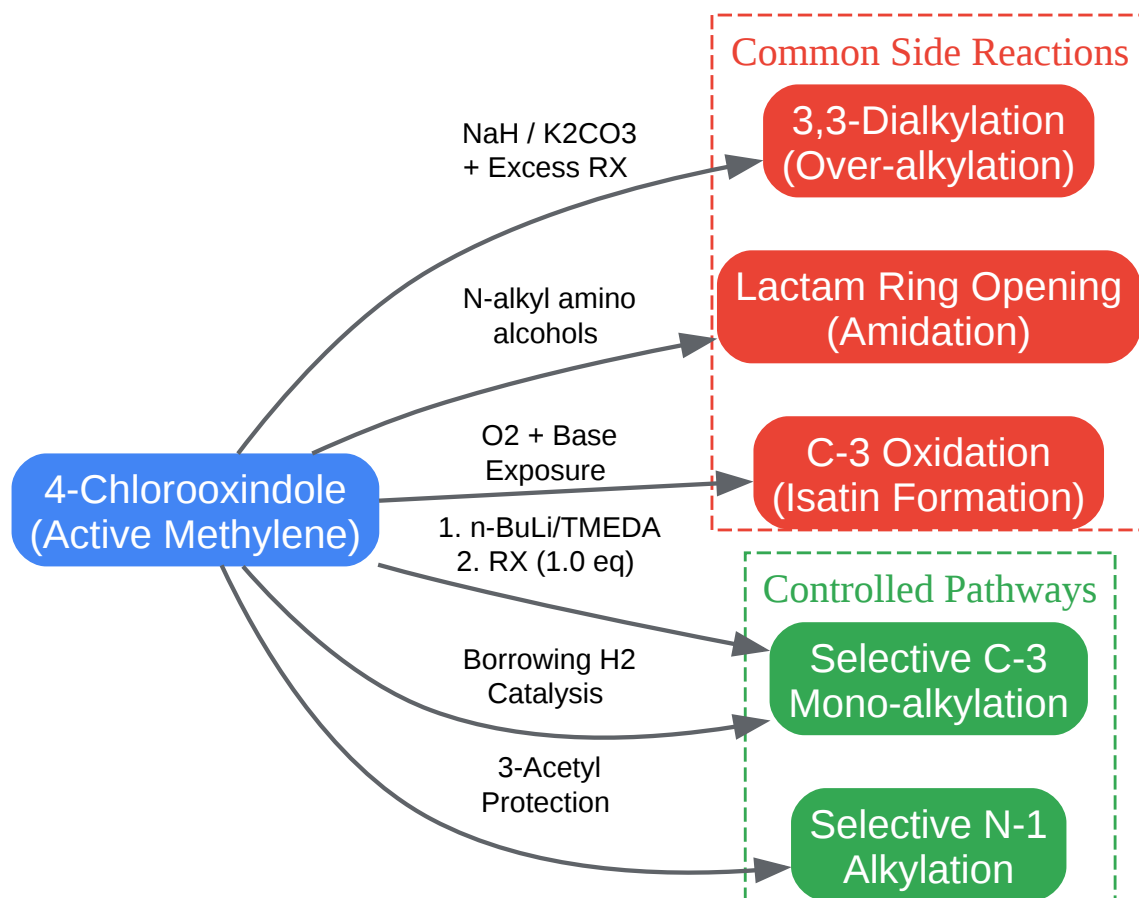 Common Side Reactions
3,3-Dialkylation
(Over-alkylation)
NaH / K2CO3
+ Excess RX
Lactam Ring Opening
(Amidation)
N-alkyl amino
alcohols
C-3 Oxidation
(Isatin Formation)
O2 + Base
Exposure
4-Chlorooxindole
(Active Methylene)
1. n-BuLi/TMEDA
2. RX (1.0 eq)
Controlled Pathways
Selective C-3
Mono-alkylation
Borrowing H2
Catalysis
3-Acetyl
Protection
Selective N-1
Alkylation